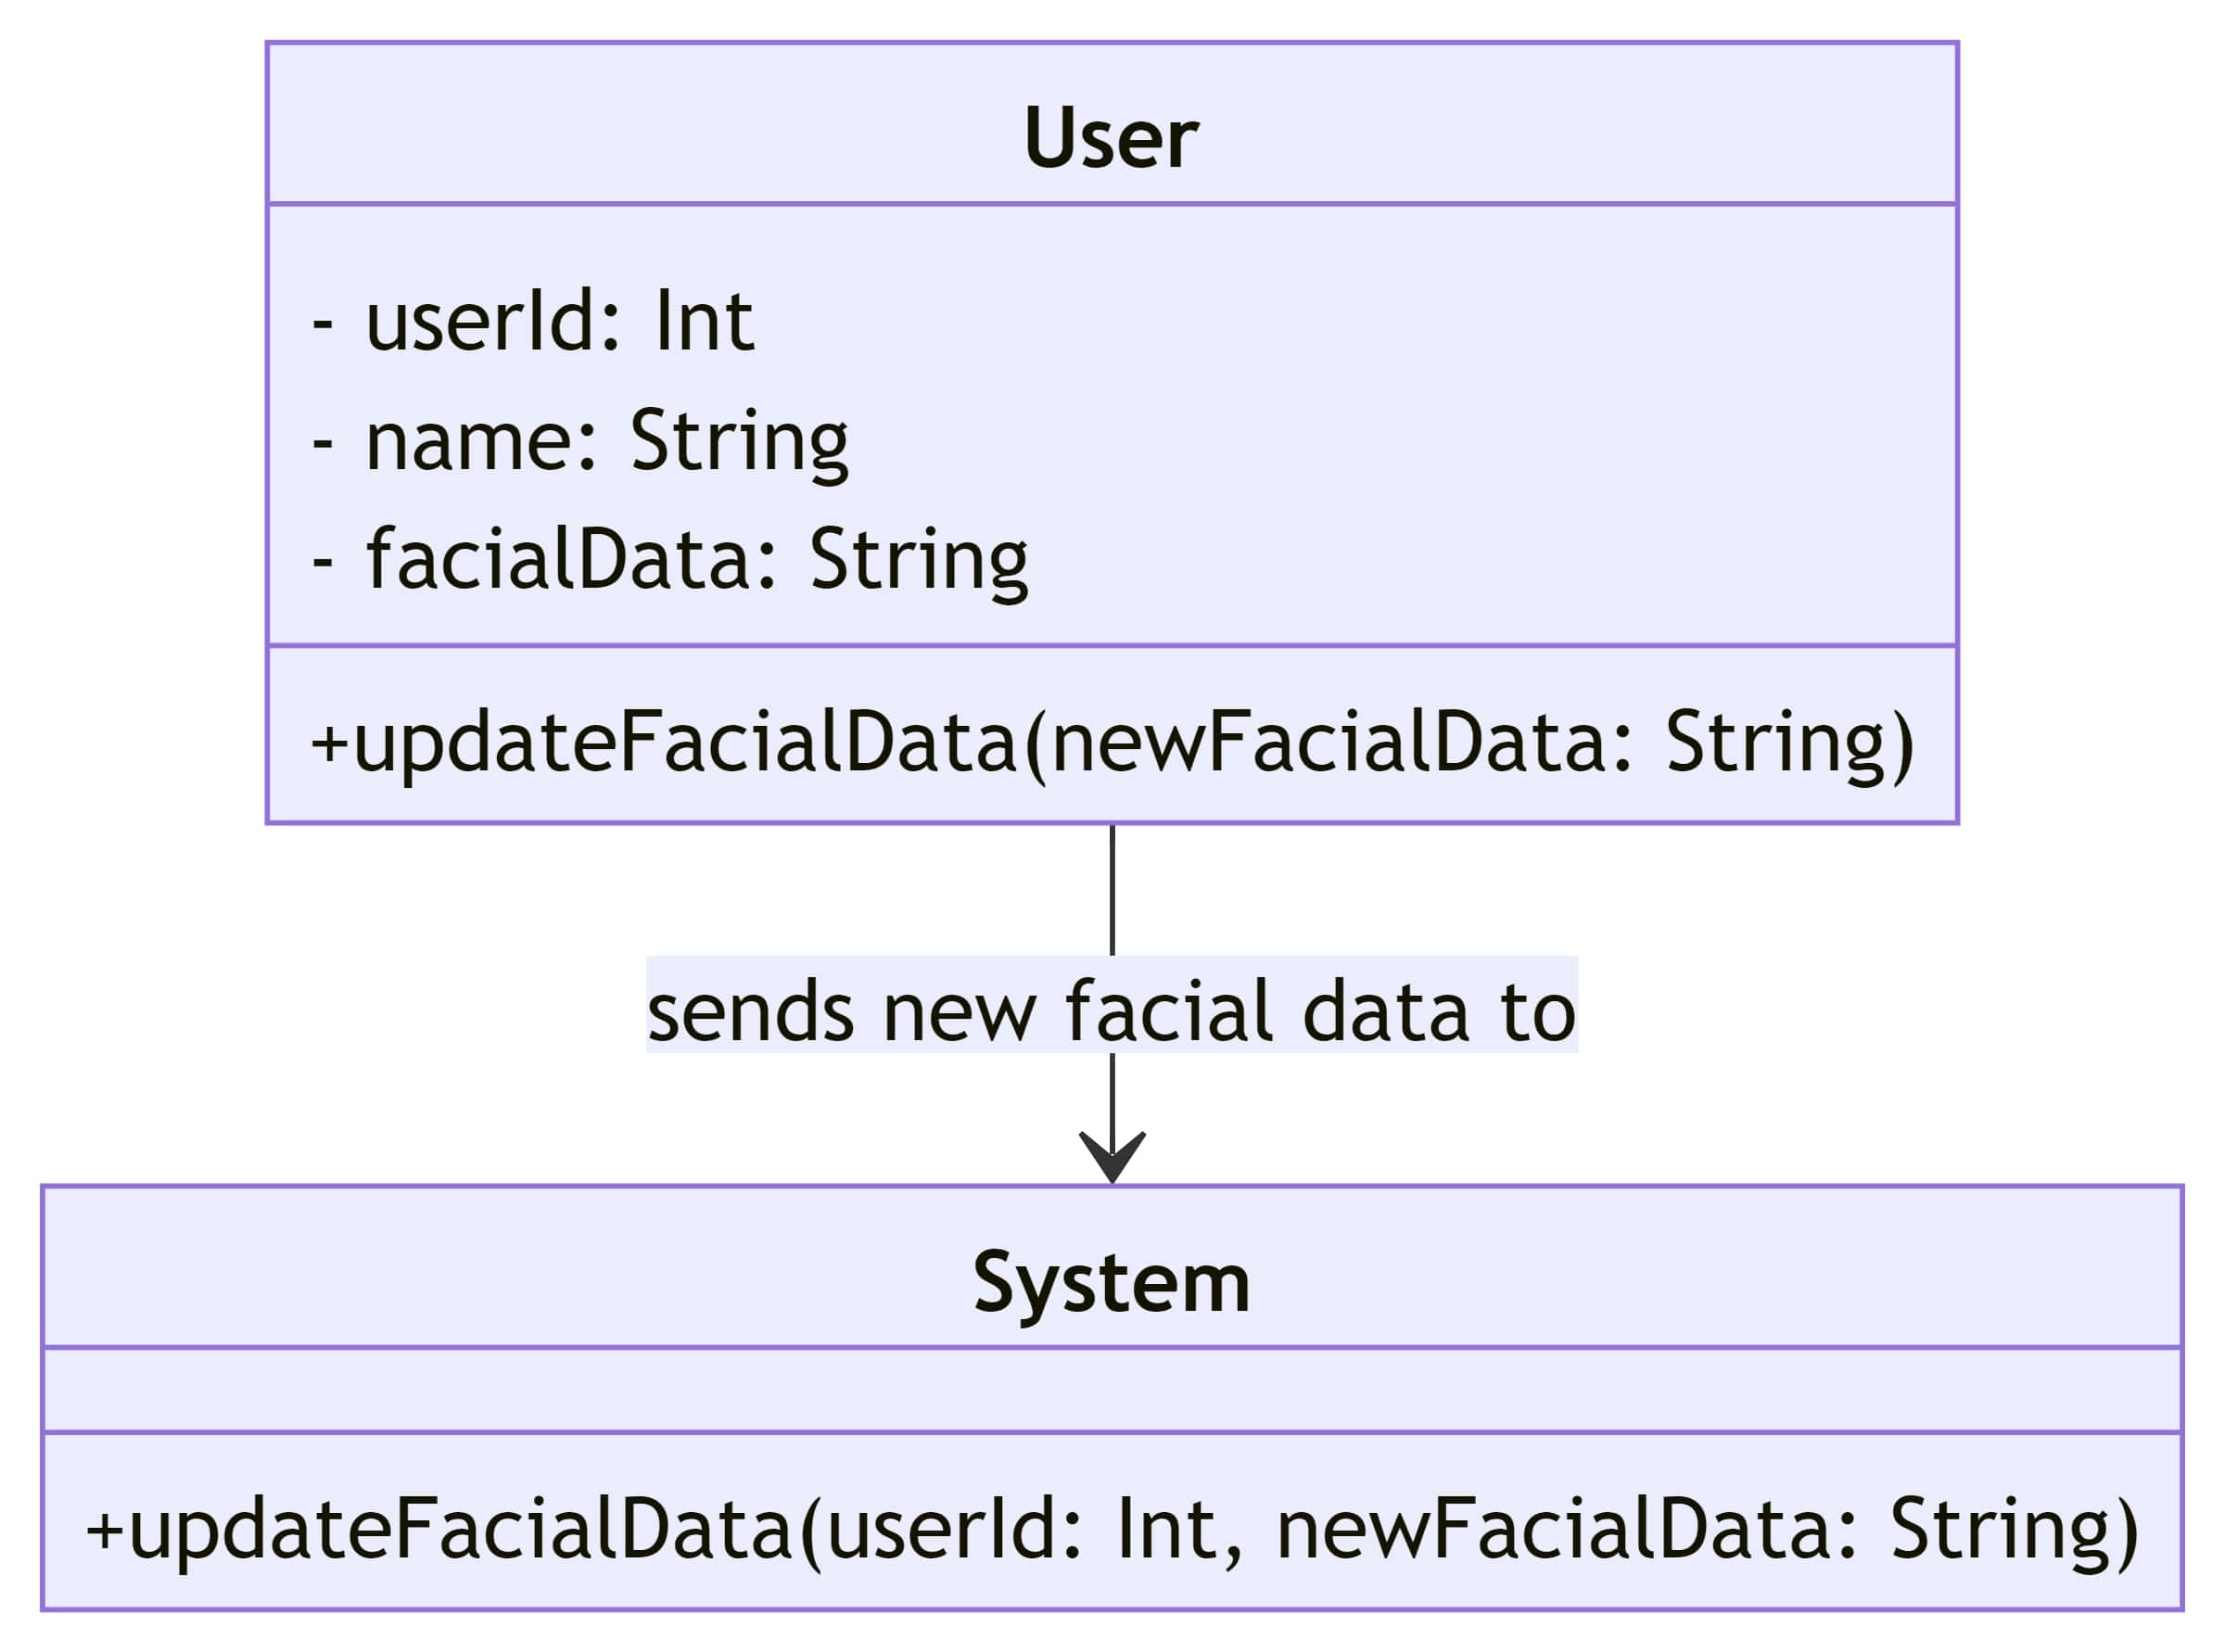 User
- userId: Int
- name: String
- facialData: String
+updateFacialData(newFacialData: String)
sends new facial data to
System
+updateFacialData(userId: Int, newFacialData: String)